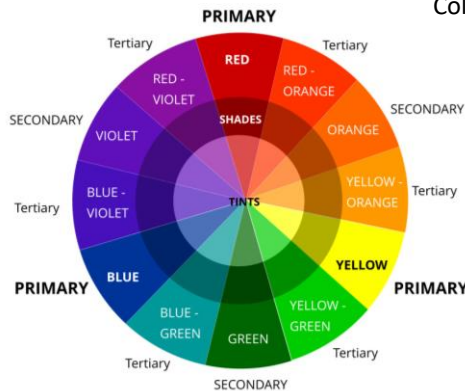 Col
PRIMARY
Tertiary
Tertiary
RED
RED -
VIOLET
RED -
ORANGE
SECONDARY
SECONDARY
SHADES
VIOLET
ORANGE
BLUE -
VIOLET
TINTS
YELLOW -
ORANGE
Tertiary
Tertiary
BLUE
YELLOW
PRIMARY
PRIMARY
BLUE -
GREEN
YELLOW -
GREEN
GREEN
Tertiary
Tertiary
SECONDARY